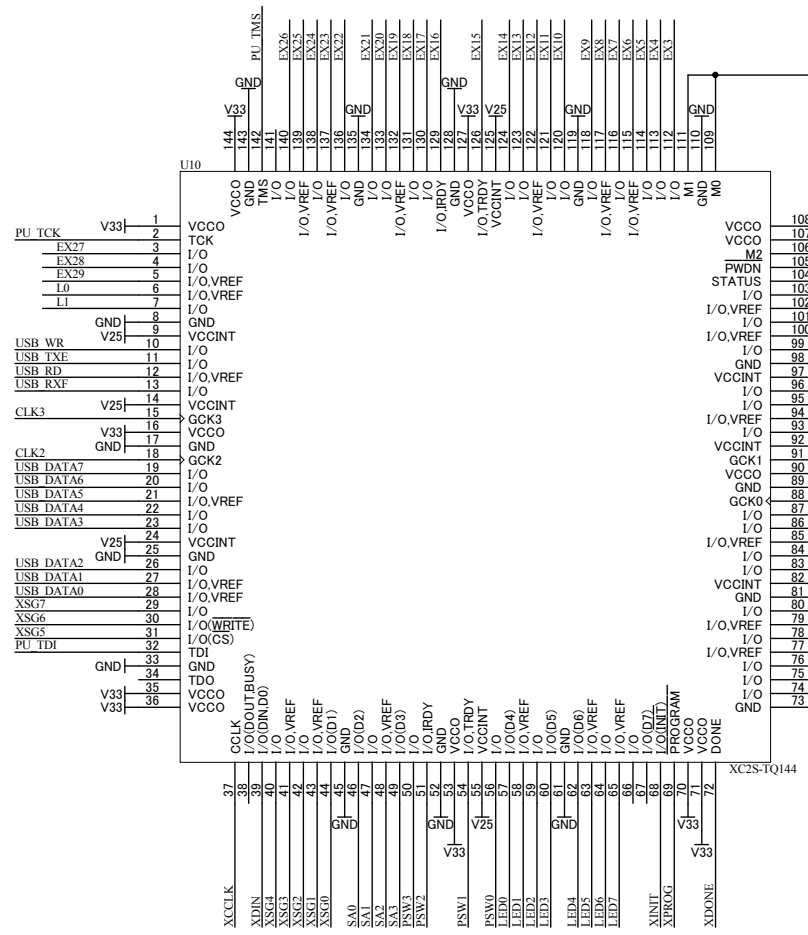 PU_TMS
EX26
EX25
EX24
EX23
EX22
EX21
EX20
EX19
EX18
EX17
EX16
EX15
EX14
EX13
EX12
EX11
EX10
EX9
EX8
EX7
EX6
EX5
EX4
EX3
V33
GND
GND
GND
V33
V25
GND
GND
144
143
142
141
140
139
138
137
136
135
134
133
132
131
130
129
128
127
126
125
124
123
122
121
120
119
118
117
116
115
114
113
112
111
110
109
U10
VCCO
GND
TMS
I/O
I/O
I/O,VREF
I/O
I/O,VREF
I/O
GND
I/O
I/O
I/O,VREF
I/O
I/O
I/O,IRDY
GND
VCCO
I/O,TRDY
VCCINT
I/O
I/O
I/O,VREF
I/O
I/O
GND
I/O
I/O,VREF
I/O
I/O,VREF
I/O
I/O
I/O
M1
GND
M0
V33 1 VCCO
PU_TCK 2 TCK
EX27 3 I/O
EX28 4 I/O
EX29 5 I/O,VREF
L0 6 I/O,VREF
L1 7 I/O
GND 8 GND
V25 9 VCCINT
USB_WR 10 I/O
USB_TXE 11 I/O
USB_RD 12 I/O,VREF
USB_RXF 13 I/O
V25 14 VCCINT
CLK3 15 GCK3
V33 16 VCCO
GND 17 GND
CLK2 18 GCK2
USB_DATA7 19 I/O
USB_DATA6 20 I/O
USB_DATA5 21 I/O,VREF
USB_DATA4 22 I/O
USB_DATA3 23 I/O
V25 24 VCCINT
GND 25 GND
USB_DATA2 26 I/O
USB_DATA1 27 I/O,VREF
USB_DATA0 28 I/O,VREF
XSG7 29 I/O
XSG6 30 I/O(WRITE)
XSG5 31 I/O(CS)
PU_TDI 32 TDI
GND 33 GND
34 TDO
V33 35 VCCO
V33 36 VCCO
VCCO 108
VCCO 107
M2 106
PWDN 105
STATUS 104
I/O 103
I/O,VREF 102
I/O 101
I/O,VREF 100
I/O 99
GND 98
VCCINT 97
I/O 96
I/O 95
I/O,VREF 94
I/O 93
VCCINT 92
GCK1 91
VCCO 90
GND 89
GCK0 88
I/O 87
I/O 86
I/O,VREF 85
I/O 84
I/O 83
VCCINT 82
GND 81
I/O 80
I/O,VREF 79
I/O 78
I/O,VREF 77
I/O 76
I/O 75
I/O 74
GND 73
CCLK
I/O(DOUT,BUSY)
I/O(DIN,D0)
I/O
I/O,VREF
I/O
I/O,VREF
I/O(D1)
GND
I/O(D2)
I/O
I/O,VREF
I/O(D3)
I/O
I/O,IRDY
GND
VCCO
I/O,TRDY
VCCINT
I/O
I/O(D4)
I/O,VREF
I/O
I/O(D5)
GND
I/O(D6)
I/O,VREF
I/O
I/O,VREF
I/O
I/O(D7)
I/O(INIT)
PROGRAM
VCCO
VCCO
DONE
XC2S-TQ144
37
38
39
40
41
42
43
44
45
46
47
48
49
50
51
52
53
54
55
56
57
58
59
60
61
62
63
64
65
66
67
68
69
70
71
72
GND
GND
V33
V25
GND
V33
V33
XCCLK
XDIN
XSG4
XSG3
XSG2
XSG1
XSG0
SA0
SA1
SA2
SA3
PSW3
PSW2
PSW1
PSW0
LED0
LED1
LED2
LED3
LED4
LED5
LED6
LED7
XINIT
XPROG
XDONE